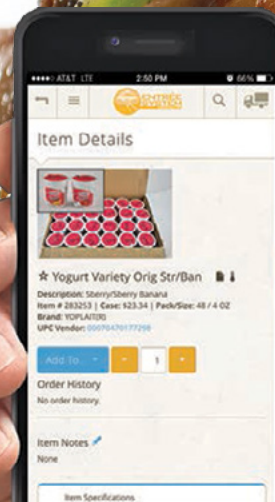 AT&T LTE 2:50 PM 66%
Item Details
Yogurt Variety Orig Str/Ban
Description: Sberry/Sberry Banana
Item # 283253 | Case: $23.34 | Pack/Size: 48 / 4 OZ
Brand: YOPLAIT(R)
UPC Vendor: 00070470177298
Add To...
1
Order History
No order history.
Item Notes
None
Item Specifications